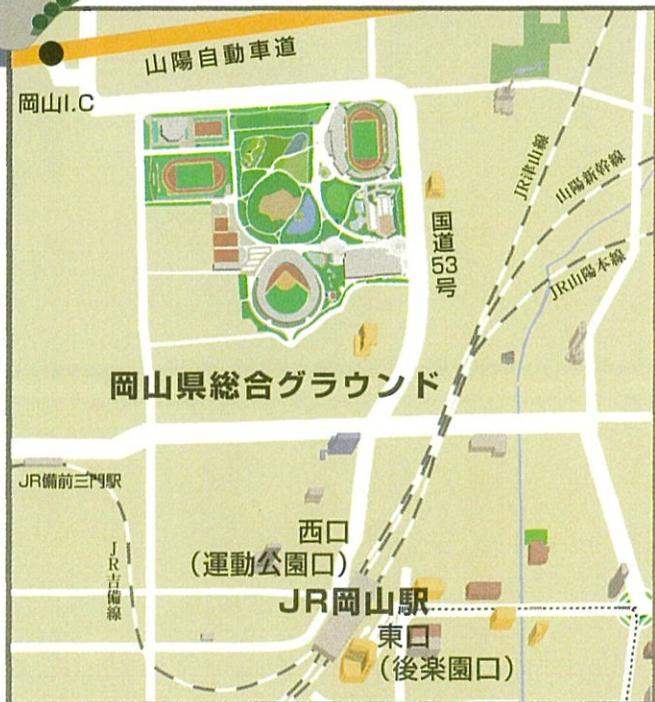 山陽自動車道
岡山I.C
JR津山線
山陽新幹線
国道53号
JR山陽本線
岡山県総合グラウンド
JR備前三門駅
JR吉備線
西口
（運動公園口）
JR岡山駅
東口
（後楽園口）